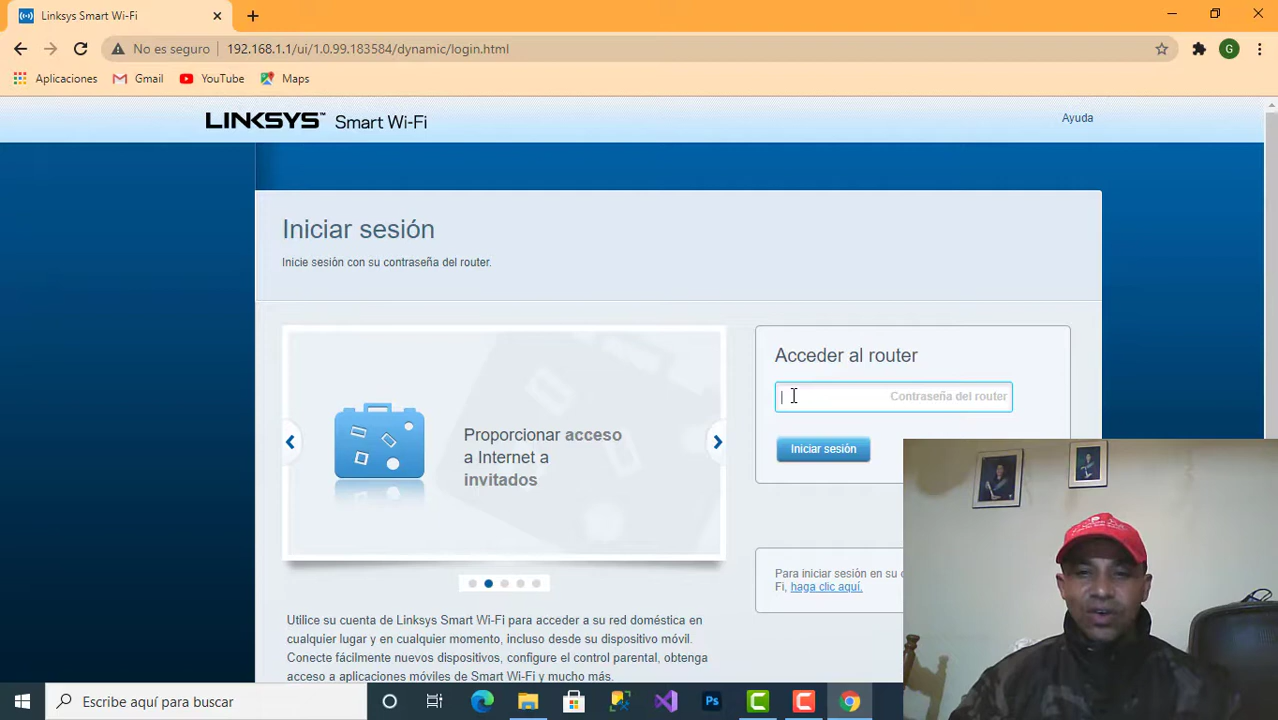 Linksys Smart Wi-Fi
No es seguro
192.168.1.1/ui/1.0.99.183584/dynamic/login.html
G
Aplicaciones
Gmail
YouTube
Maps
LINKSYS™ Smart Wi-Fi
Ayuda
Iniciar sesión
Inicie sesión con su contraseña del router.
Proporcionar acceso
a Internet a
invitados
Acceder al router
Contraseña del router
Iniciar sesión
Para iniciar sesión en su c
Fi, haga clic aquí.
Utilice su cuenta de Linksys Smart Wi-Fi para acceder a su red doméstica en
cualquier lugar y en cualquier momento, incluso desde su dispositivo móvil.
Conecte fácilmente nuevos dispositivos, configure el control parental, obtenga
acceso a aplicaciones móviles de Smart Wi-Fi y mucho más.
Escribe aquí para buscar
Ps